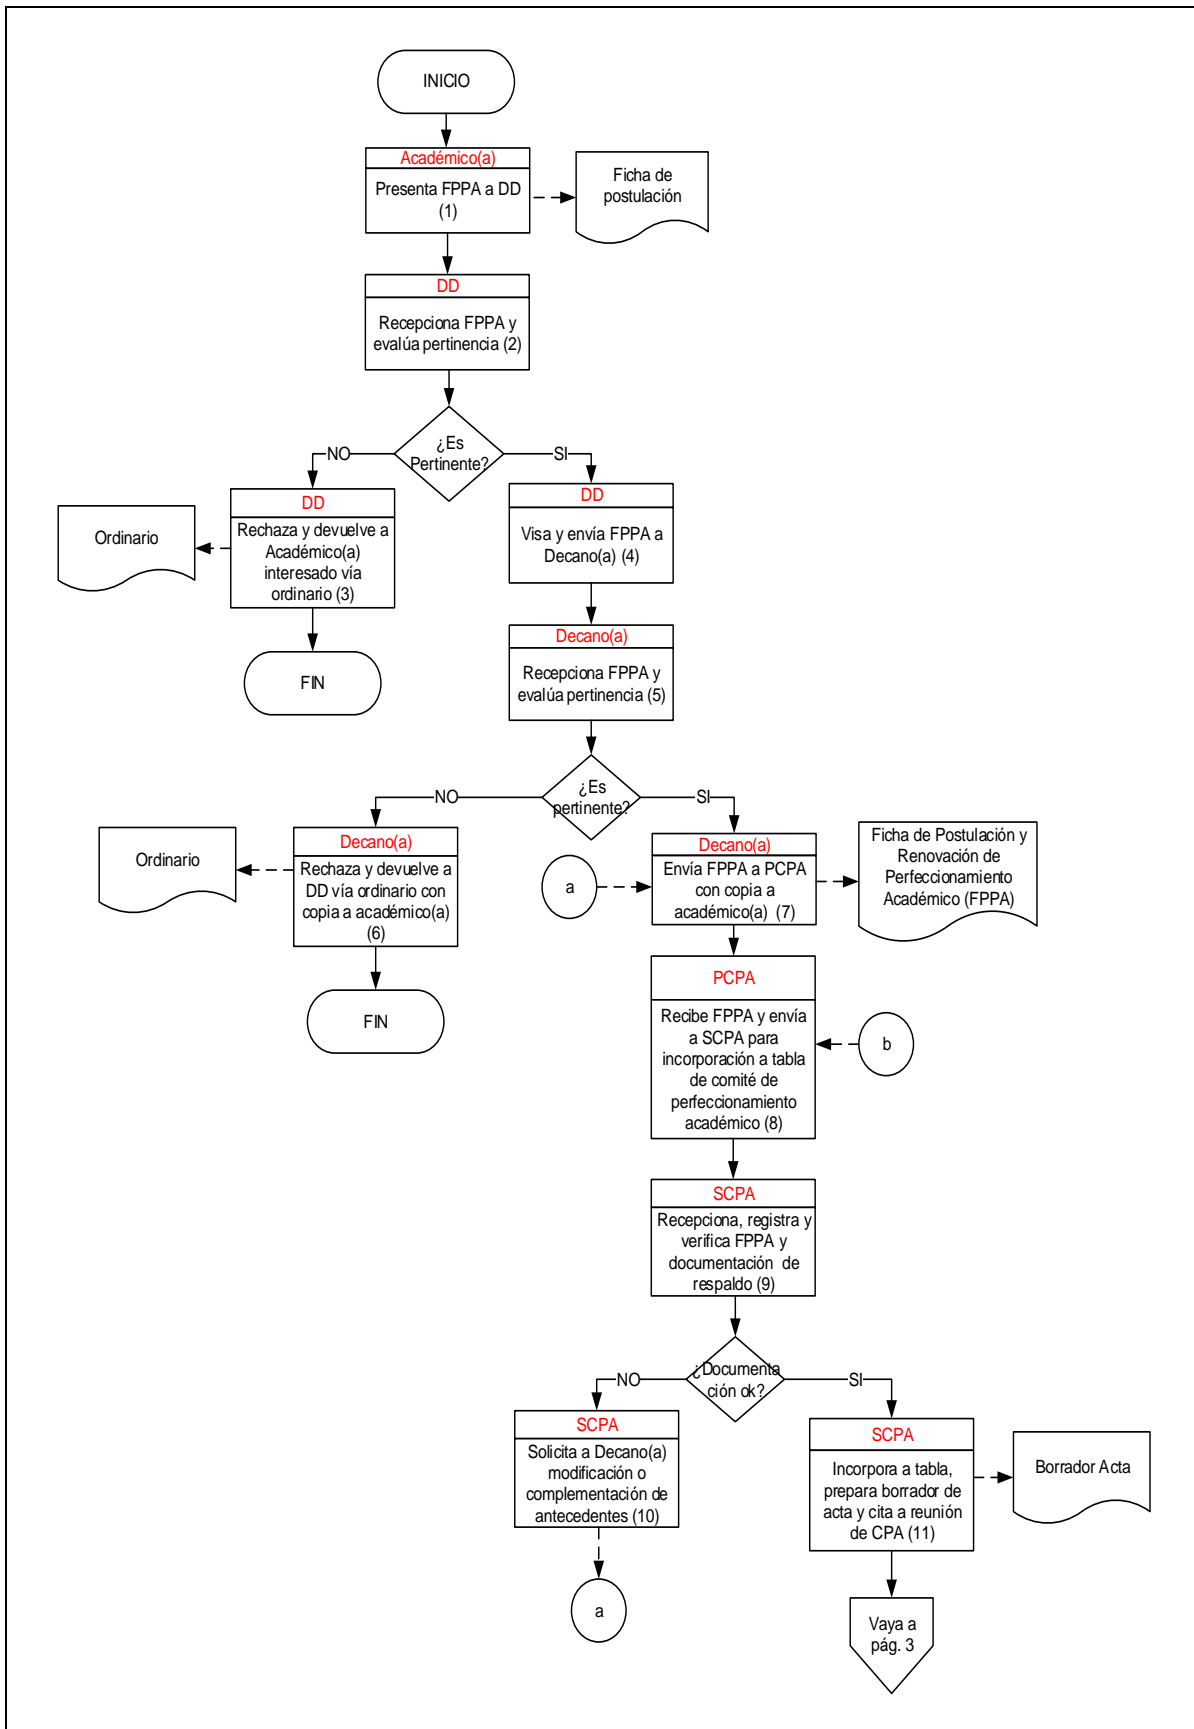 INICIO
Académico(a)
Presenta FPPA a DD
(1)
Ficha de
postulación
DD
Recepciona FPPA y
evalúa pertinencia (2)
¿Es
Pertinente?
NO
SI
DD
Rechaza y devuelve a
Académico(a)
interesado vía
ordinario (3)
Ordinario
FIN
DD
Visa y envía FPPA a
Decano(a) (4)
Decano(a)
Recepciona FPPA y
evalúa pertinencia (5)
¿Es
pertinente?
NO
SI
Decano(a)
Rechaza y devuelve a
DD vía ordinario con
copia a académico(a)
(6)
Ordinario
FIN
a
Decano(a)
Envía FPPA a PCPA
con copia a
académico(a) (7)
Ficha de Postulación y
Renovación de
Perfeccionamiento
Académico (FPPA)
PCPA
Recibe FPPA y envía
a SCPA para
incorporación a tabla
de comité de
perfeccionamiento
académico (8)
b
SCPA
Recepciona, registra y
verifica FPPA y
documentación de
respaldo (9)
¿Documenta
ción ok?
NO
SI
SCPA
Solicita a Decano(a)
modificación o
complementación de
antecedentes (10)
a
SCPA
Incorpora a tabla,
prepara borrador de
acta y cita a reunión
de CPA (11)
Borrador Acta
Vaya a
pág. 3